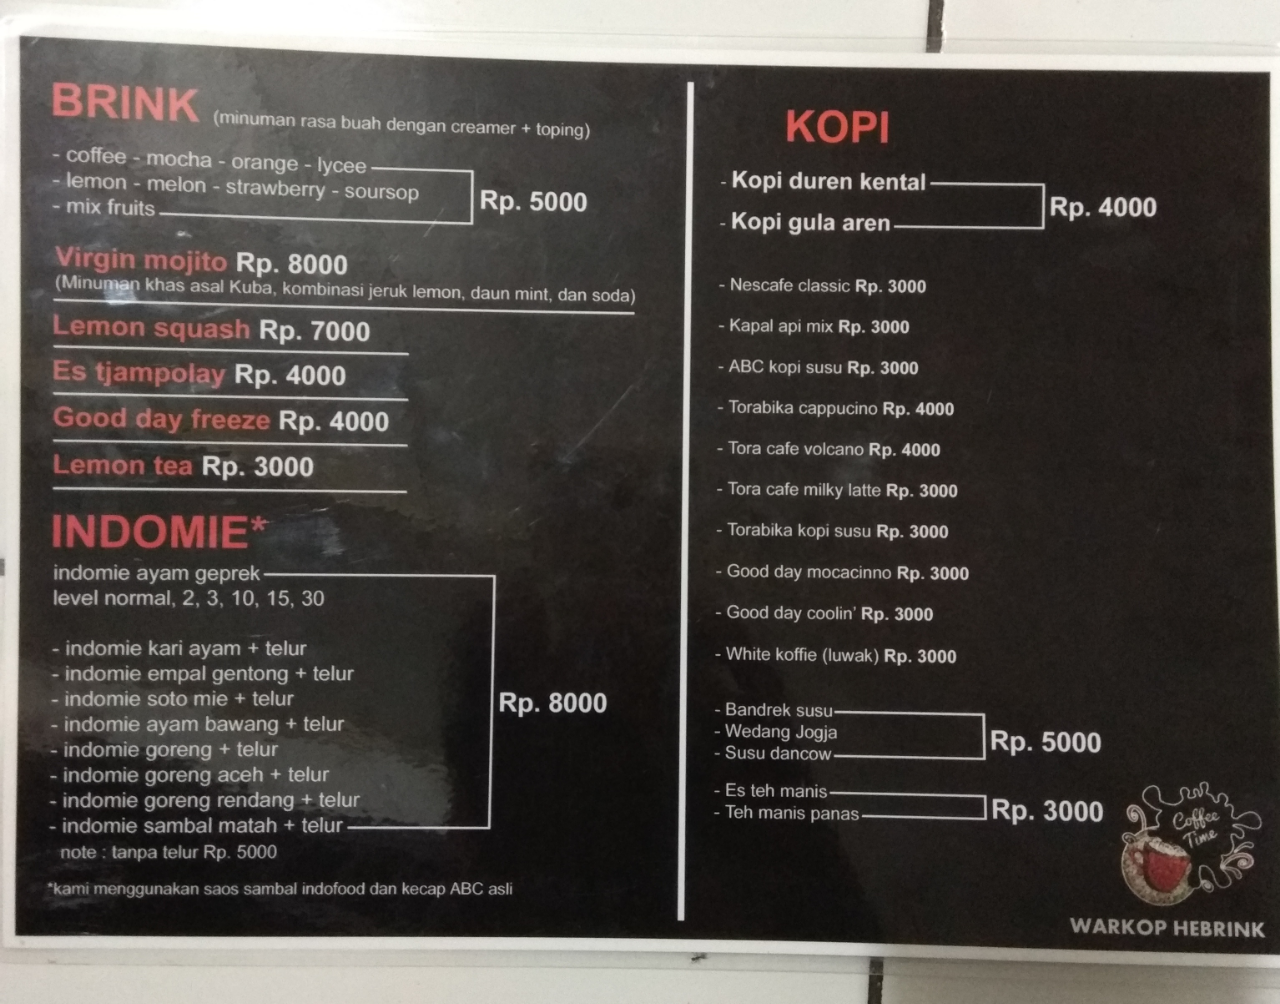 BRINK (minuman rasa buah dengan creamer + toping)
- coffee - mocha - orange - lycee
- lemon - melon - strawberry - soursop
- mix fruits
Rp. 5000
Virgin mojito Rp. 8000
(Minuman khas asal Kuba, kombinasi jeruk lemon, daun mint, dan soda)
Lemon squash Rp. 7000
Es tjampolay Rp. 4000
Good day freeze Rp. 4000
Lemon tea Rp. 3000
INDOMIE*
indomie ayam geprek
level normal, 2, 3, 10, 15, 30
- indomie kari ayam + telur
- indomie empal gentong + telur
- indomie soto mie + telur
- indomie ayam bawang + telur
- indomie goreng + telur
- indomie goreng aceh + telur
- indomie goreng rendang + telur
- indomie sambal matah + telur
Rp. 8000
note : tanpa telur Rp. 5000
*kami menggunakan saos sambal indofood dan kecap ABC asli
KOPI
- Kopi duren kental
- Kopi gula aren
Rp. 4000
- Nescafe classic Rp. 3000
- Kapal api mix Rp. 3000
- ABC kopi susu Rp. 3000
- Torabika cappucino Rp. 4000
- Tora cafe volcano Rp. 4000
- Tora cafe milky latte Rp. 3000
- Torabika kopi susu Rp. 3000
- Good day mocacinno Rp. 3000
- Good day coolin' Rp. 3000
- White koffie (luwak) Rp. 3000
- Bandrek susu
- Wedang Jogja
- Susu dancow
Rp. 5000
- Es teh manis
- Teh manis panas
Rp. 3000
Coffee
Time
WARKOP HEBRINK